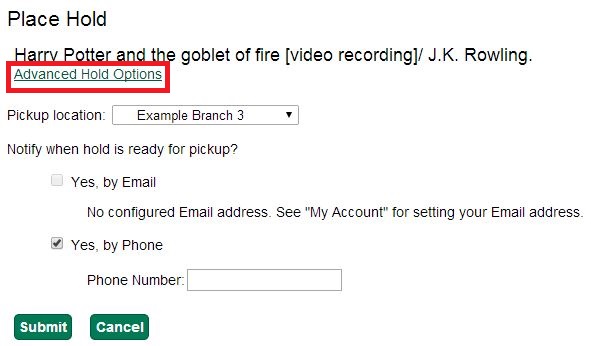 Place Hold
Harry Potter and the goblet of fire [video recording]/ J.K. Rowling.
Advanced Hold Options
Pickup location: Example Branch 3
Notify when hold is ready for pickup?
Yes, by Email
No configured Email address. See "My Account" for setting your Email address.
Yes, by Phone
Phone Number:
Submit Cancel